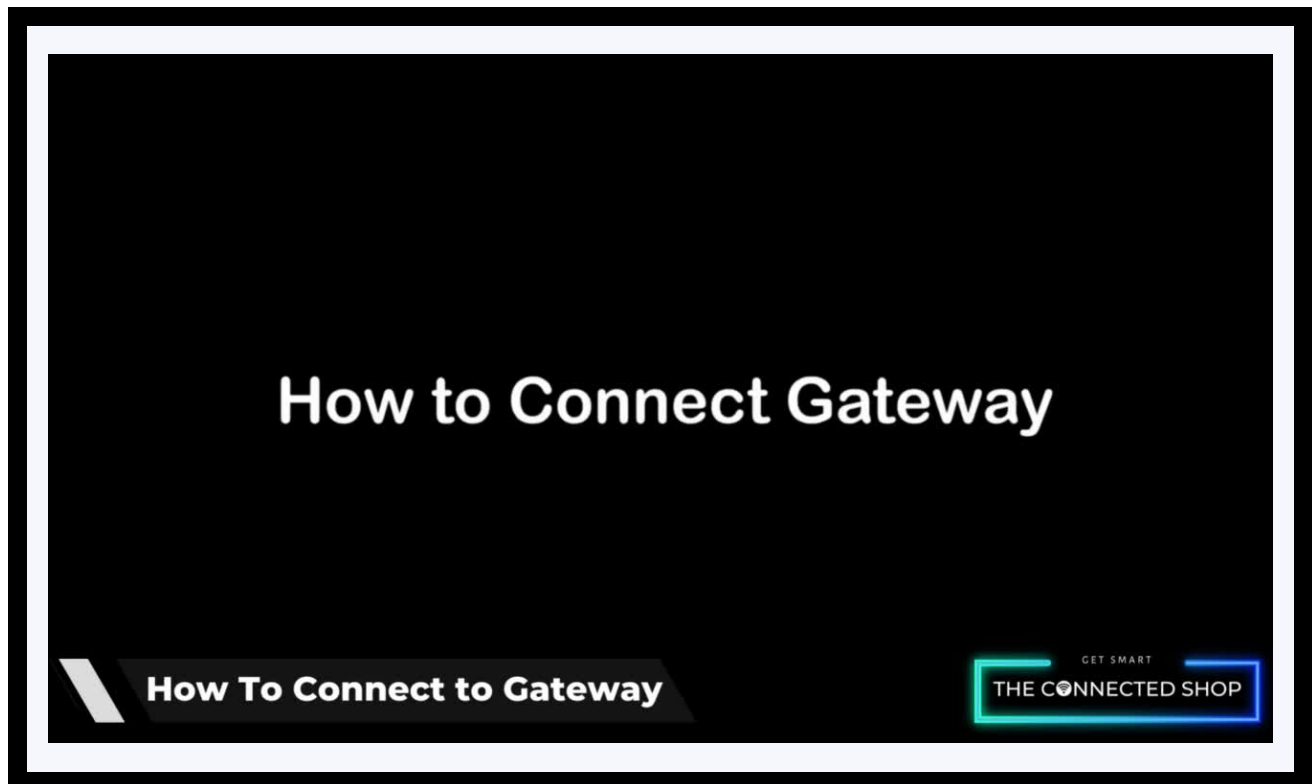 How to Connect Gateway
How To Connect to Gateway
GET SMART
THE CONNECTED SHOP